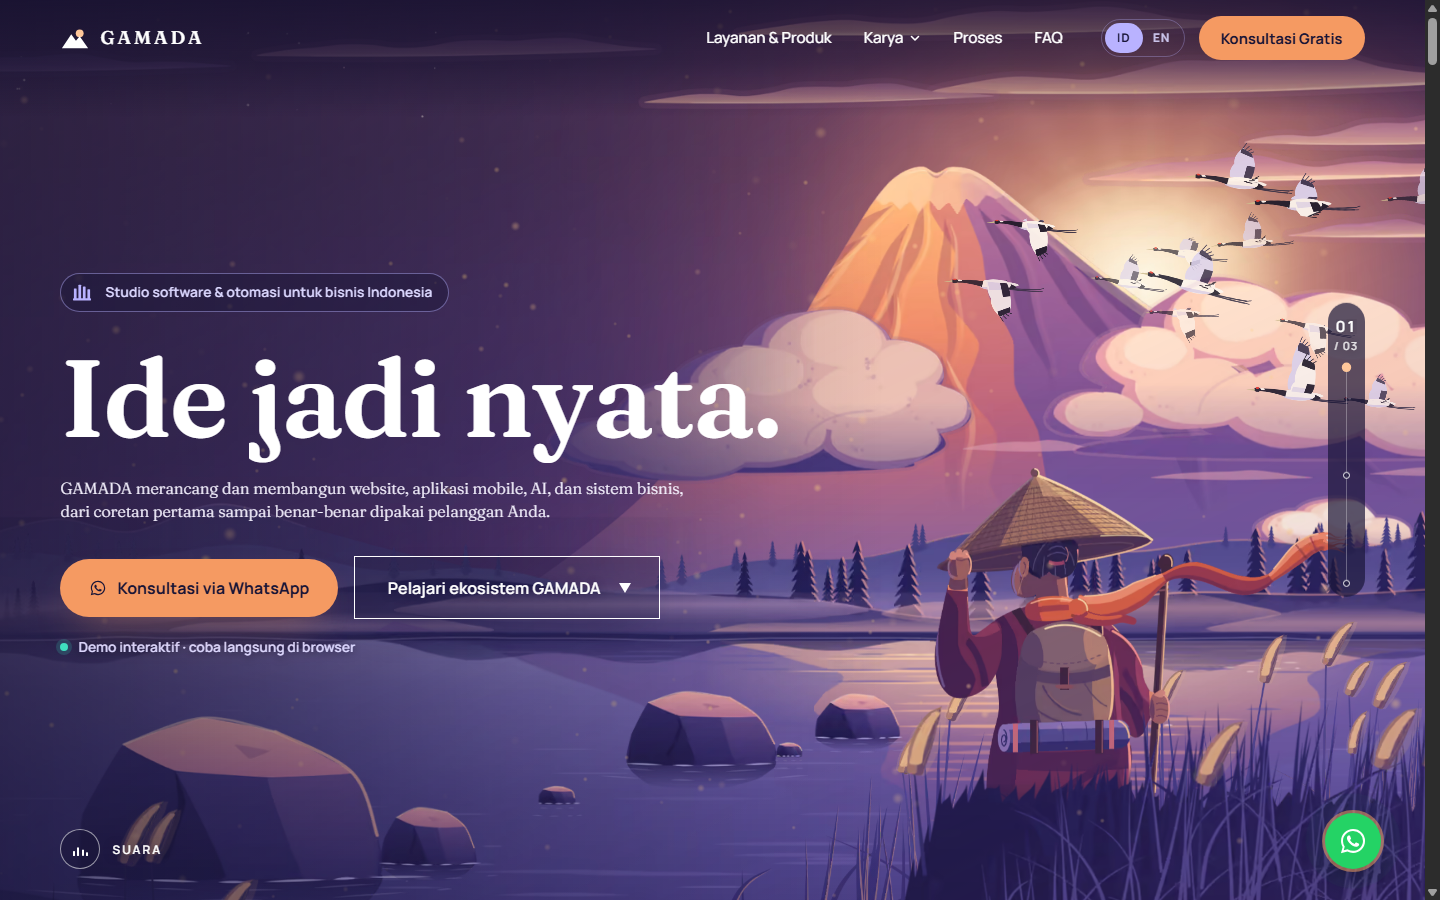 GAMADA
Layanan & Produk
Karya
Proses
FAQ
ID
EN
Konsultasi Gratis
Studio software & otomasi untuk bisnis Indonesia
Ide jadi nyata.
GAMADA merancang dan membangun website, aplikasi mobile, AI, dan sistem bisnis,
dari coretan pertama sampai benar-benar dipakai pelanggan Anda.
Konsultasi via WhatsApp
Pelajari ekosistem GAMADA
Demo interaktif · coba langsung di browser
01
/ 03
SUARA